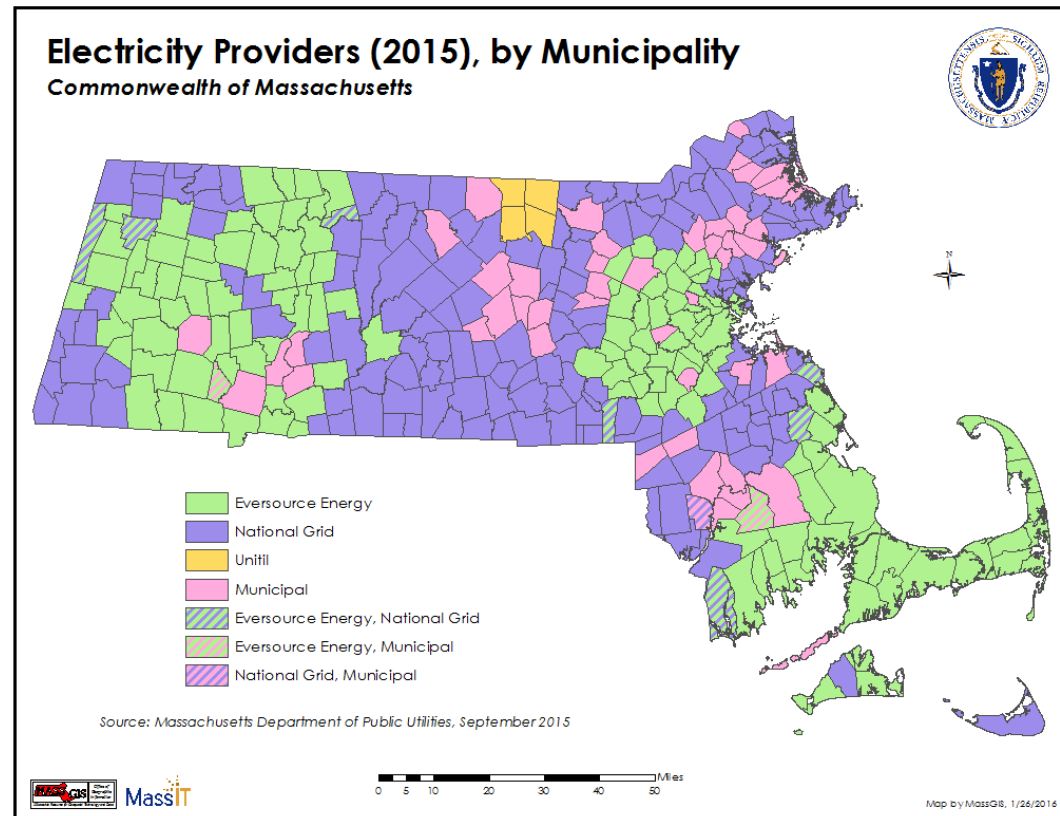 Electricity Providers (2015), by Municipality
Commonwealth of Massachusetts
N
Eversource Energy
National Grid
Unitil
Municipal
Eversource Energy, National Grid
Eversource Energy, Municipal
National Grid, Municipal
Source: Massachusetts Department of Public Utilities, September 2015
Miles
0 5 10 20 30 40 50
MassIT
Map by MassGIS, 1/26/2016